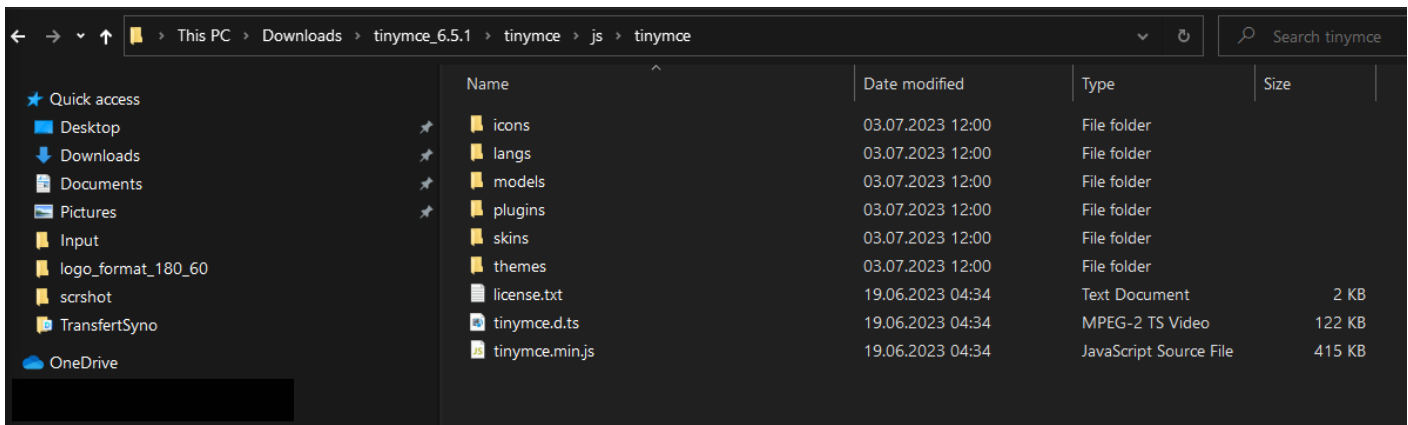 This PC > Downloads > tinymce_6.5.1 > tinymce > js > tinymce
Search tinymce
Name Date modified Type Size
Quick access
Desktop
Downloads
Documents
Pictures
Input
logo_format_180_60
scrshot
TransfertSyno
OneDrive
icons 03.07.2023 12:00 File folder
langs 03.07.2023 12:00 File folder
models 03.07.2023 12:00 File folder
plugins 03.07.2023 12:00 File folder
skins 03.07.2023 12:00 File folder
themes 03.07.2023 12:00 File folder
license.txt 19.06.2023 04:34 Text Document 2 KB
tinymce.d.ts 19.06.2023 04:34 MPEG-2 TS Video 122 KB
tinymce.min.js 19.06.2023 04:34 JavaScript Source File 415 KB